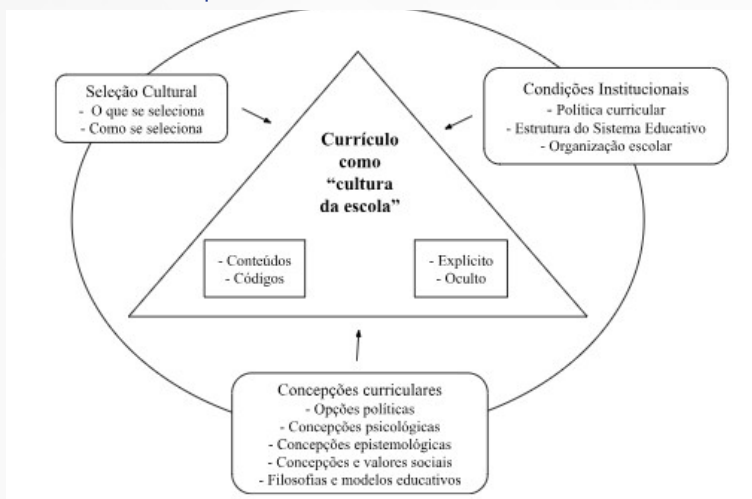 Seleção Cultural
- O que se seleciona
- Como se seleciona
Condições Institucionais
- Política curricular
- Estrutura do Sistema Educativo
- Organização escolar
Currículo
como
“cultura
da escola”
- Conteúdos
- Códigos
- Explícito
- Oculto
Concepções curriculares
- Opções políticas
- Concepções psicológicas
- Concepções epistemológicas
- Concepções e valores sociais
- Filosofias e modelos educativos